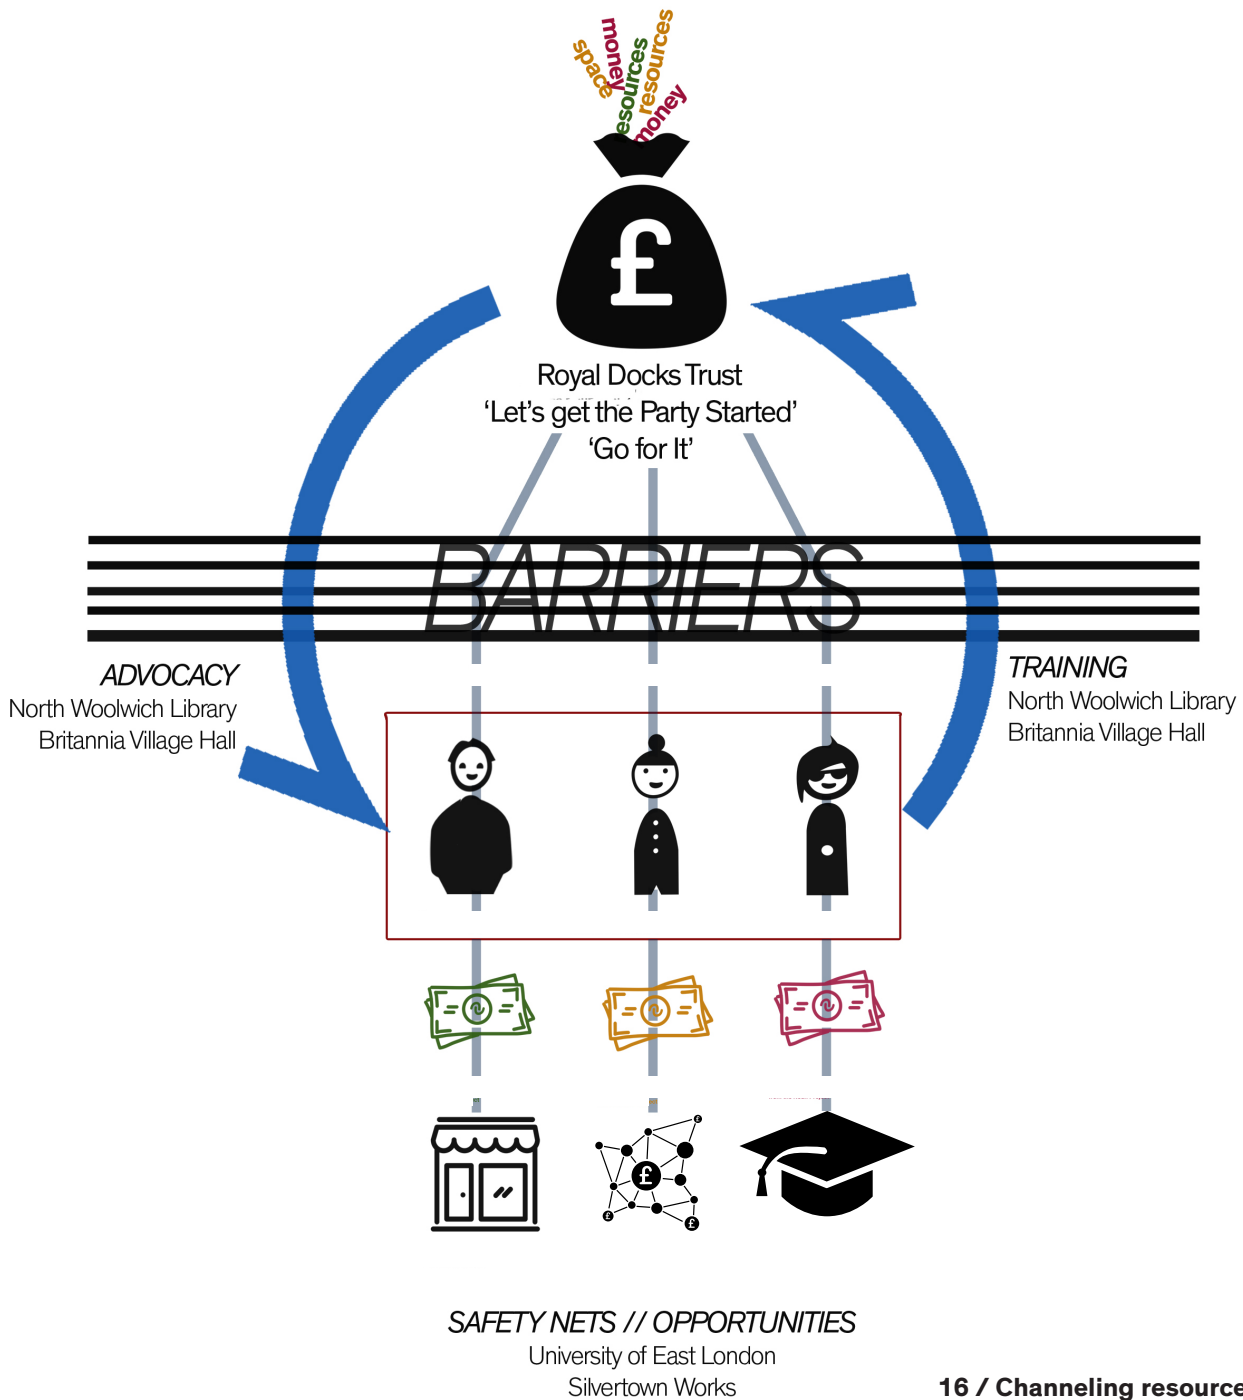 space
money
resources
resources
money
£
Royal Docks Trust
‘Let’s get the Party Started’
‘Go for It’
BARRIERS
ADVOCACY
North Woolwich Library
Britannia Village Hall
TRAINING
North Woolwich Library
Britannia Village Hall
£
£
£
£
SAFETY NETS // OPPORTUNITIES
University of East London
Silvertown Works
16 / Channeling resource